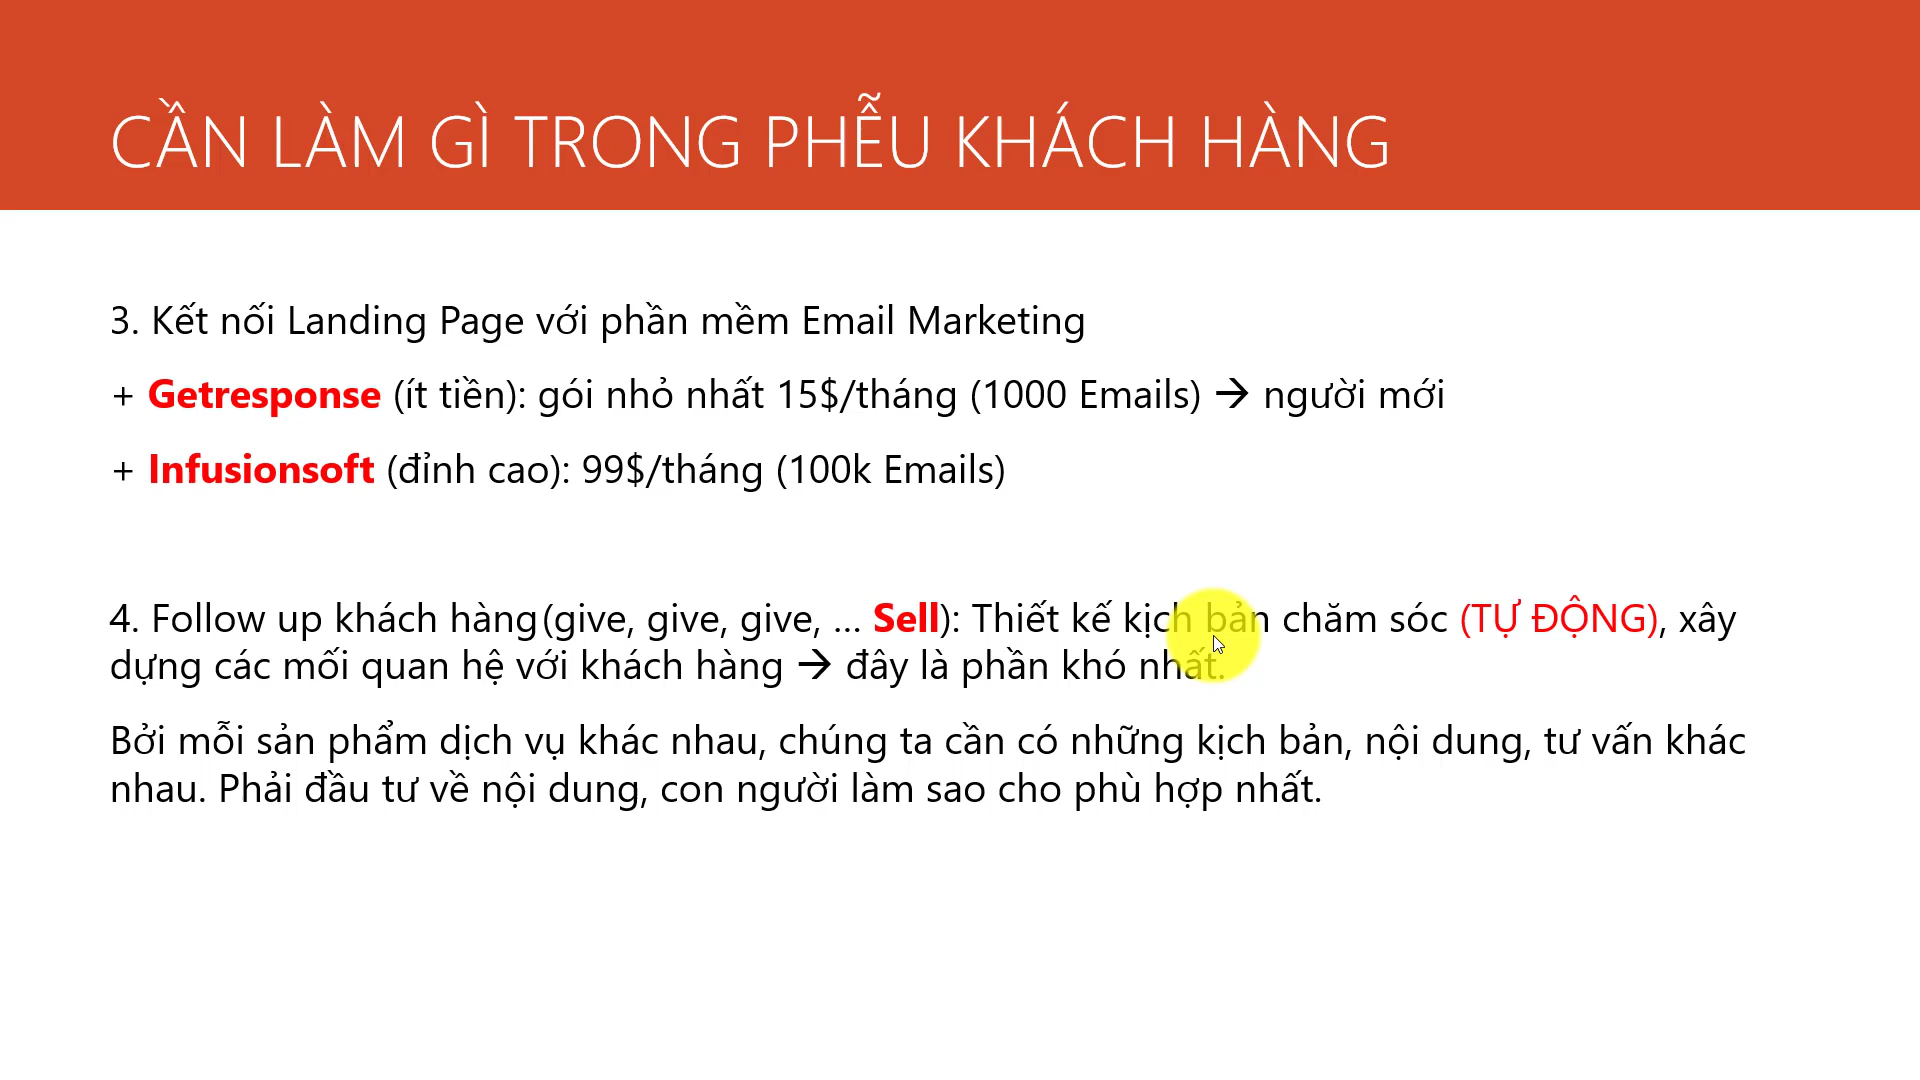 CẦN LÀM GÌ TRONG PHỄU KHÁCH HÀNG
3. Kết nối Landing Page với phần mềm Email Marketing
+ Getresponse (ít tiền): gói nhỏ nhất 15$/tháng (1000 Emails) → người mới
+ Infusionsoft (đỉnh cao): 99$/tháng (100k Emails)
4. Follow up khách hàng(give, give, give, ... Sell): Thiết kế kịch bản chăm sóc (TỰ ĐỘNG), xây
dựng các mối quan hệ với khách hàng → đây là phần khó nhất.
Bởi mỗi sản phẩm dịch vụ khác nhau, chúng ta cần có những kịch bản, nội dung, tư vấn khác
nhau. Phải đầu tư về nội dung, con người làm sao cho phù hợp nhất.